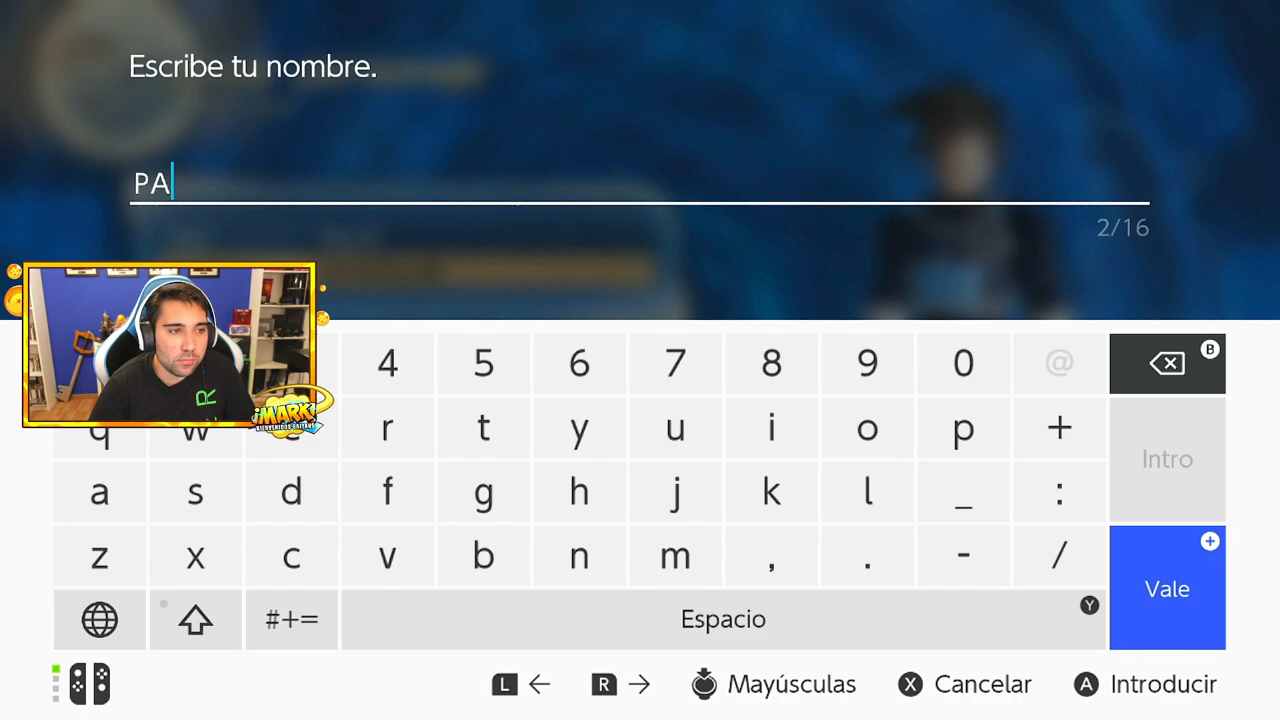 Escribe tu nombre.
PA
2/16
4 5 6 7 8 9 0 @ B
q w e r t y u i o p +
Intro
a s d f g h j k l _ :
z x c v b n m , . - /
+
Vale
#+= Espacio Y
L ← R → Mayúsculas X Cancelar A Introducir
R
¡MARK!